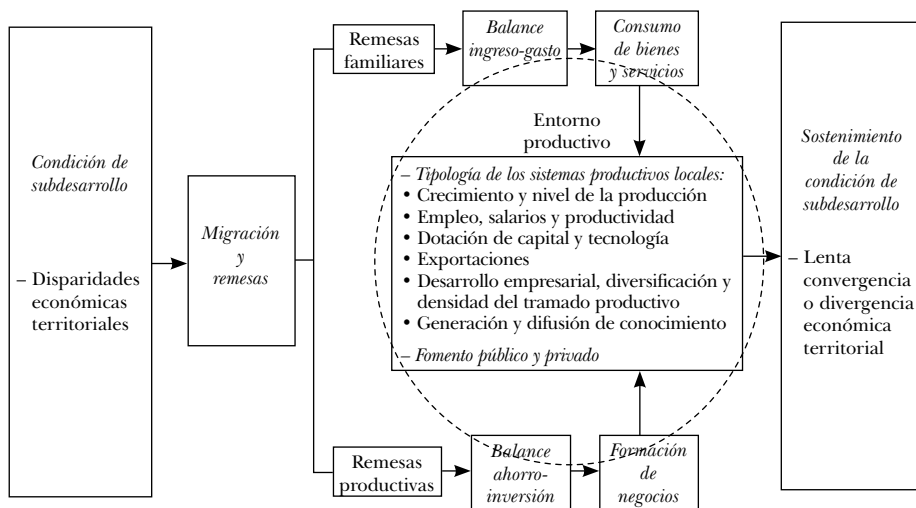 Condición de
subdesarrollo
– Disparidades
económicas
territoriales
Migración
y
remesas
Remesas
familiares
Balance
ingreso-gasto
Consumo
de bienes
y servicios
Entorno
productivo
– Tipología de los sistemas productivos locales:
• Crecimiento y nivel de la producción
• Empleo, salarios y productividad
• Dotación de capital y tecnología
• Exportaciones
• Desarrollo empresarial, diversificación y
densidad del tramado productivo
• Generación y difusión de conocimiento
– Fomento público y privado
Remesas
productivas
Balance
ahorro-
inversión
Formación
de
negocios
Sostenimiento
de la
condición de
subdesarrollo
– Lenta
convergencia
o divergencia
económica
territorial